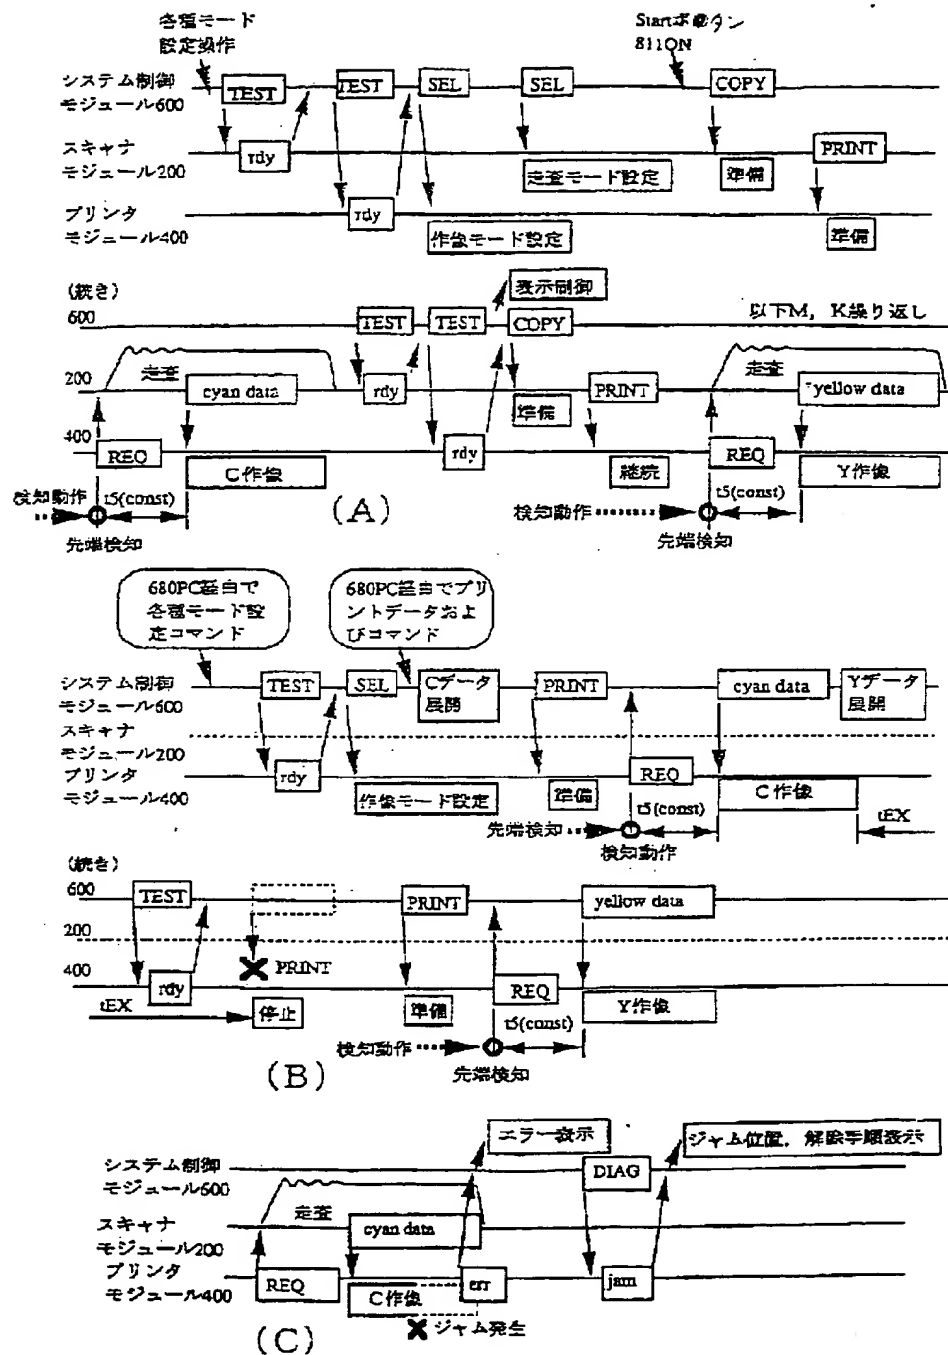 各種モード
設定操作
Startボタン
811ON
システム制御
モジュール600
TEST
TEST
SEL
SEL
COPY
スキャナ
モジュール200
rdy
走査モード設定
準備
PRINT
プリンタ
モジュール400
rdy
作像モード設定
準備
(続き)
600
表示制御
TEST
TEST
COPY
以下M, K繰り返し
200
走査
cyan data
rdy
準備
PRINT
走査
yellow data
400
REQ
C作像
rdy
継続
REQ
Y作像
検知動作
t5(const)
先端検知
(A)
検知動作
t5(const)
先端検知
680PC経由で
各種モード設
定コマンド
680PC経由でプリ
ントデータおよ
びコマンド
システム制御
モジュール600
TEST
SEL
Cデータ
展開
PRINT
cyan data
Yデータ
展開
スキャナ
モジュール200
プリンタ
モジュール400
rdy
作像モード設定
準備
REQ
C作像
先端検知
t5(const)
検知動作
tEX
(続き)
600
TEST
PRINT
yellow data
200
400
rdy
PRINT
REQ
tEX
停止
準備
t5(const)
Y作像
検知動作
先端検知
(B)
エラー表示
ジャム位置, 解除手順表示
システム制御
モジュール600
DIAG
スキャナ
モジュール200
走査
cyan data
プリンタ
モジュール400
REQ
C作像
err
jam
ジャム発生
(C)